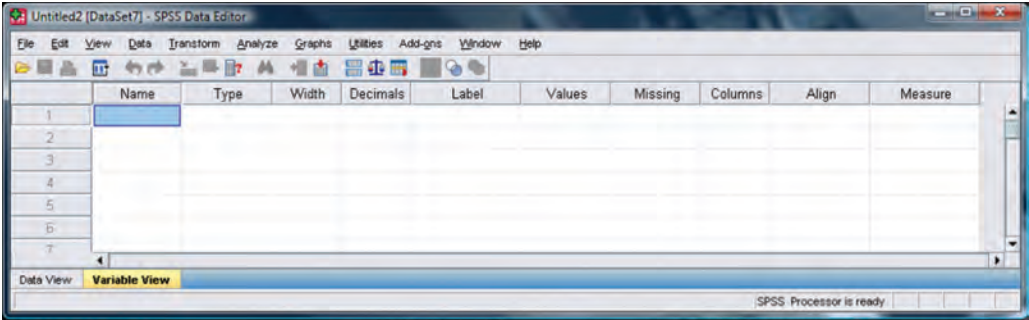 Untitled2 [DataSet7] - SPSS Data Editor
File Edit View Data Transform Analyze Graphs Utilities Add-ons Window Help
Name Type Width Decimals Label Values Missing Columns Align Measure
1
2
3
4
5
6
7
Data View Variable View
SPSS Processor is ready